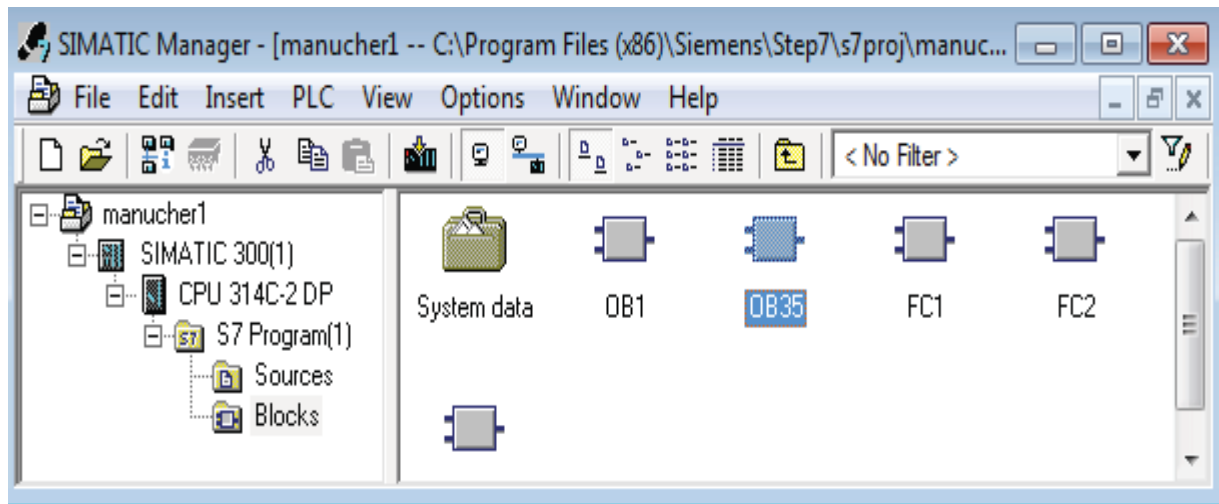 SIMATIC Manager - [manucher1 -- C:\Program Files (x86)\Siemens\Step7\s7proj\manuc...
File Edit Insert PLC View Options Window Help
< No Filter >
manucher1
SIMATIC 300(1)
CPU 314C-2 DP
S7 Program(1)
Sources
Blocks
System data OB1 OB35 FC1 FC2